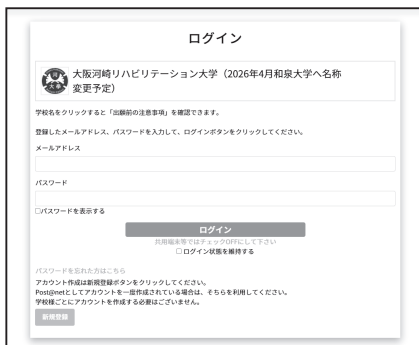 ログイン
大阪河崎リハビリテーション大学（2026年4月和泉大学へ名称
変更予定）
学校名をクリックすると「出願前の注意事項」を確認できます。
登録したメールアドレス、パスワードを入力して、ログインボタンをクリックしてください。
メールアドレス
パスワード
パスワードを表示する
ログイン
共用端末等ではチェックOFFにして下さい
ログイン状態を維持する
パスワードを忘れた方はこちら
アカウント作成は新規登録ボタンをクリックしてください。
Post@netとしてアカウントを一度作成されている場合は、そちらを利用してください。
学校様ごとにアカウントを作成する必要はございません。
新規登録